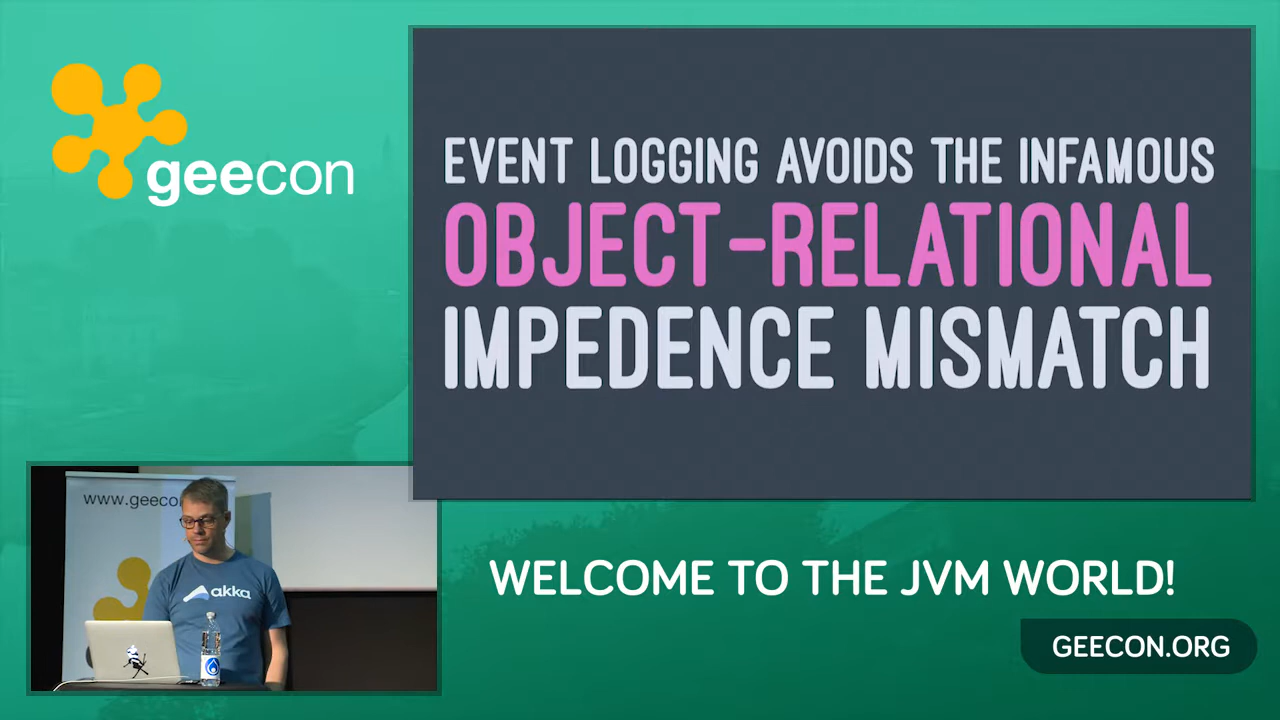 geecon
EVENT LOGGING AVOIDS THE INFAMOUS
OBJECT-RELATIONAL
IMPEDENCE MISMATCH
www.geeco
akka
WELCOME TO THE JVM WORLD!
GEECON.ORG